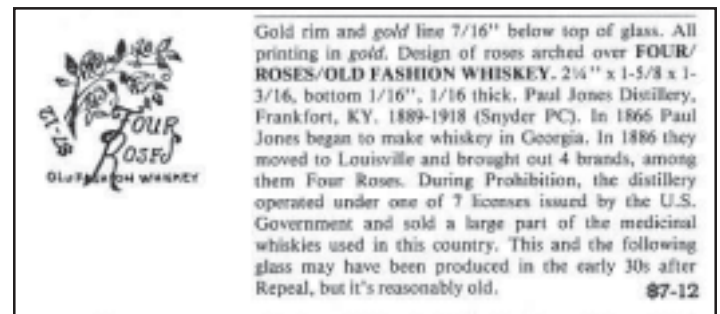 87-12
FOUR
ROSES
OLD FASHION WHISKEY
Gold rim and gold line 7/16" below top of glass. All
printing in gold. Design of roses arched over FOUR/
ROSES/OLD FASHION WHISKEY. 2¼" x 1-5/8 x 1-
3/16, bottom 1/16", 1/16 thick. Paul Jones Distillery,
Frankfort, KY. 1889-1918 (Snyder PC). In 1866 Paul
Jones began to make whiskey in Georgia. In 1886 they
moved to Louisville and brought out 4 brands, among
them Four Roses. During Prohibition, the distillery
operated under one of 7 licenses issued by the U.S.
Government and sold a large part of the medicinal
whiskies used in this country. This and the following
glass may have been produced in the early 30s after
Repeal, but it's reasonably old. 87-12